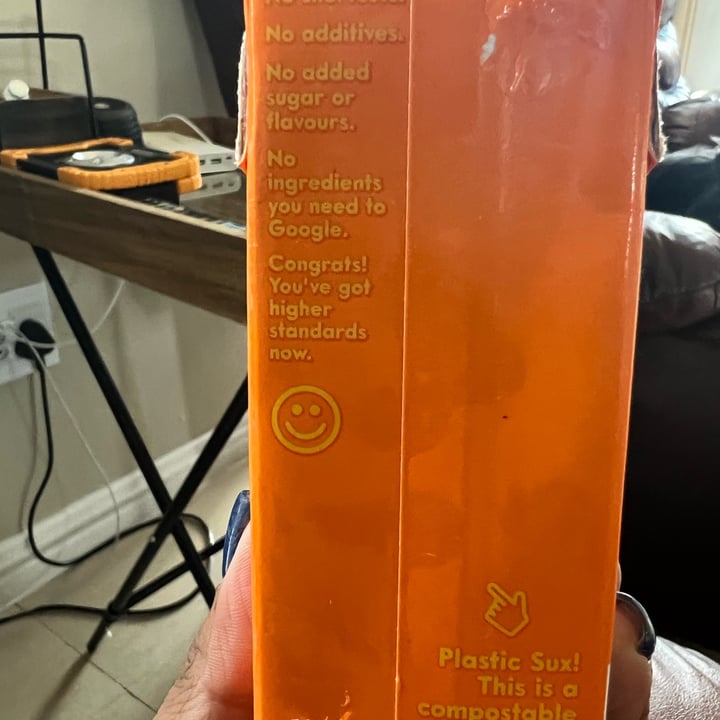 No additives.
No added
sugar or
flavours.
No
ingredients
you need to
Google.
Congrats!
You've got
higher
standards
now.
Plastic Sux!
This is a
compostable